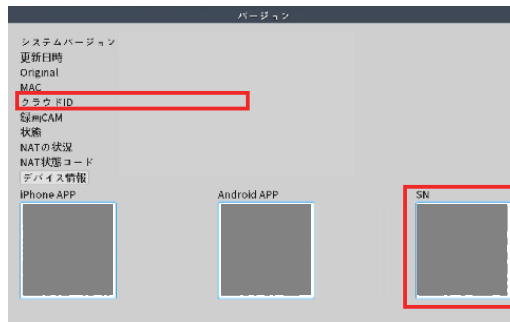 バージョン
システムバージョン
更新日時
Original
MAC
クラウドID
録画CAM
状態
NATの状況
NAT状態コード
デバイス情報
iPhone APP
Android APP
SN